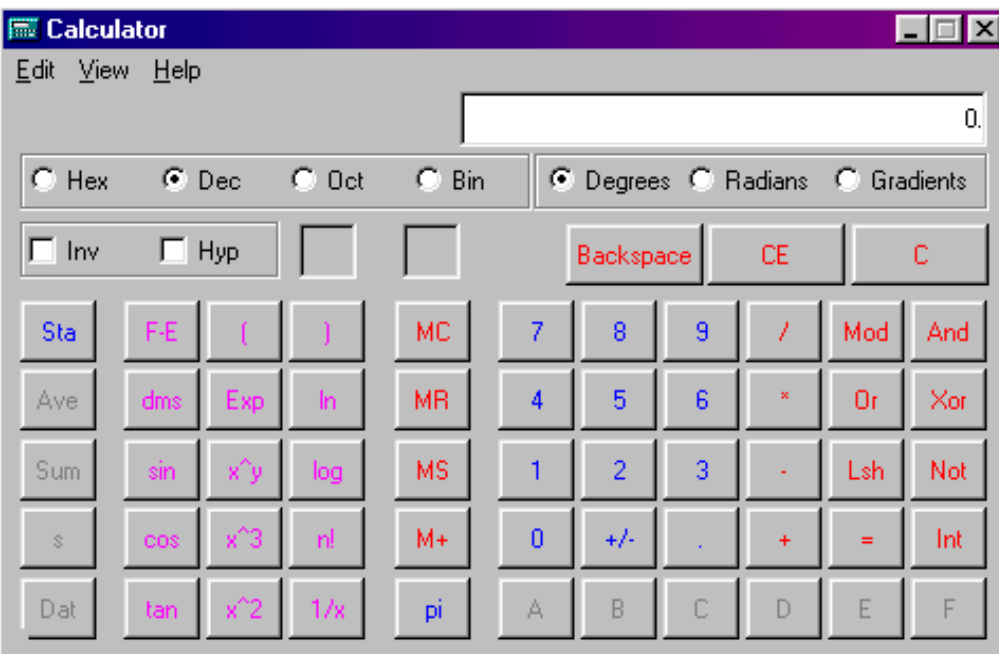 Calculator
Edit View Help
0.
Hex Dec Oct Bin Degrees Radians Gradients
Inv Hyp Backspace CE C
Sta F-E ( ) MC 7 8 9 / Mod And
Ave dms Exp ln MR 4 5 6 * Or Xor
Sum sin x^y log MS 1 2 3 - Lsh Not
s cos x^3 n! M+ 0 +/- . + = Int
Dat tan x^2 1/x pi A B C D E F